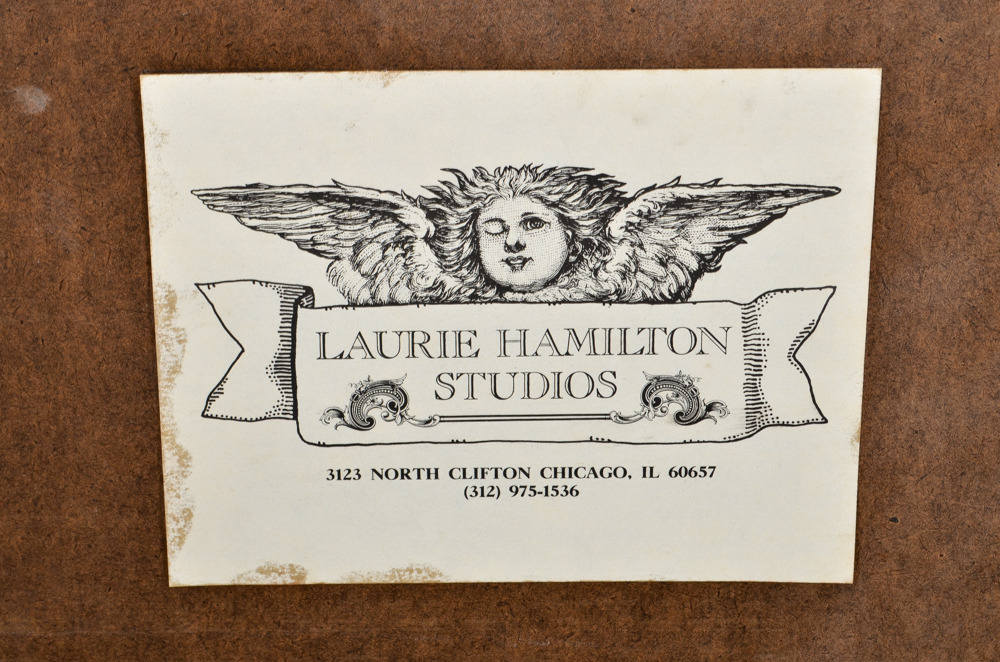 LAURIE HAMILTON
STUDIOS
3123 NORTH CLIFTON CHICAGO, IL 60657
(312) 975-1536